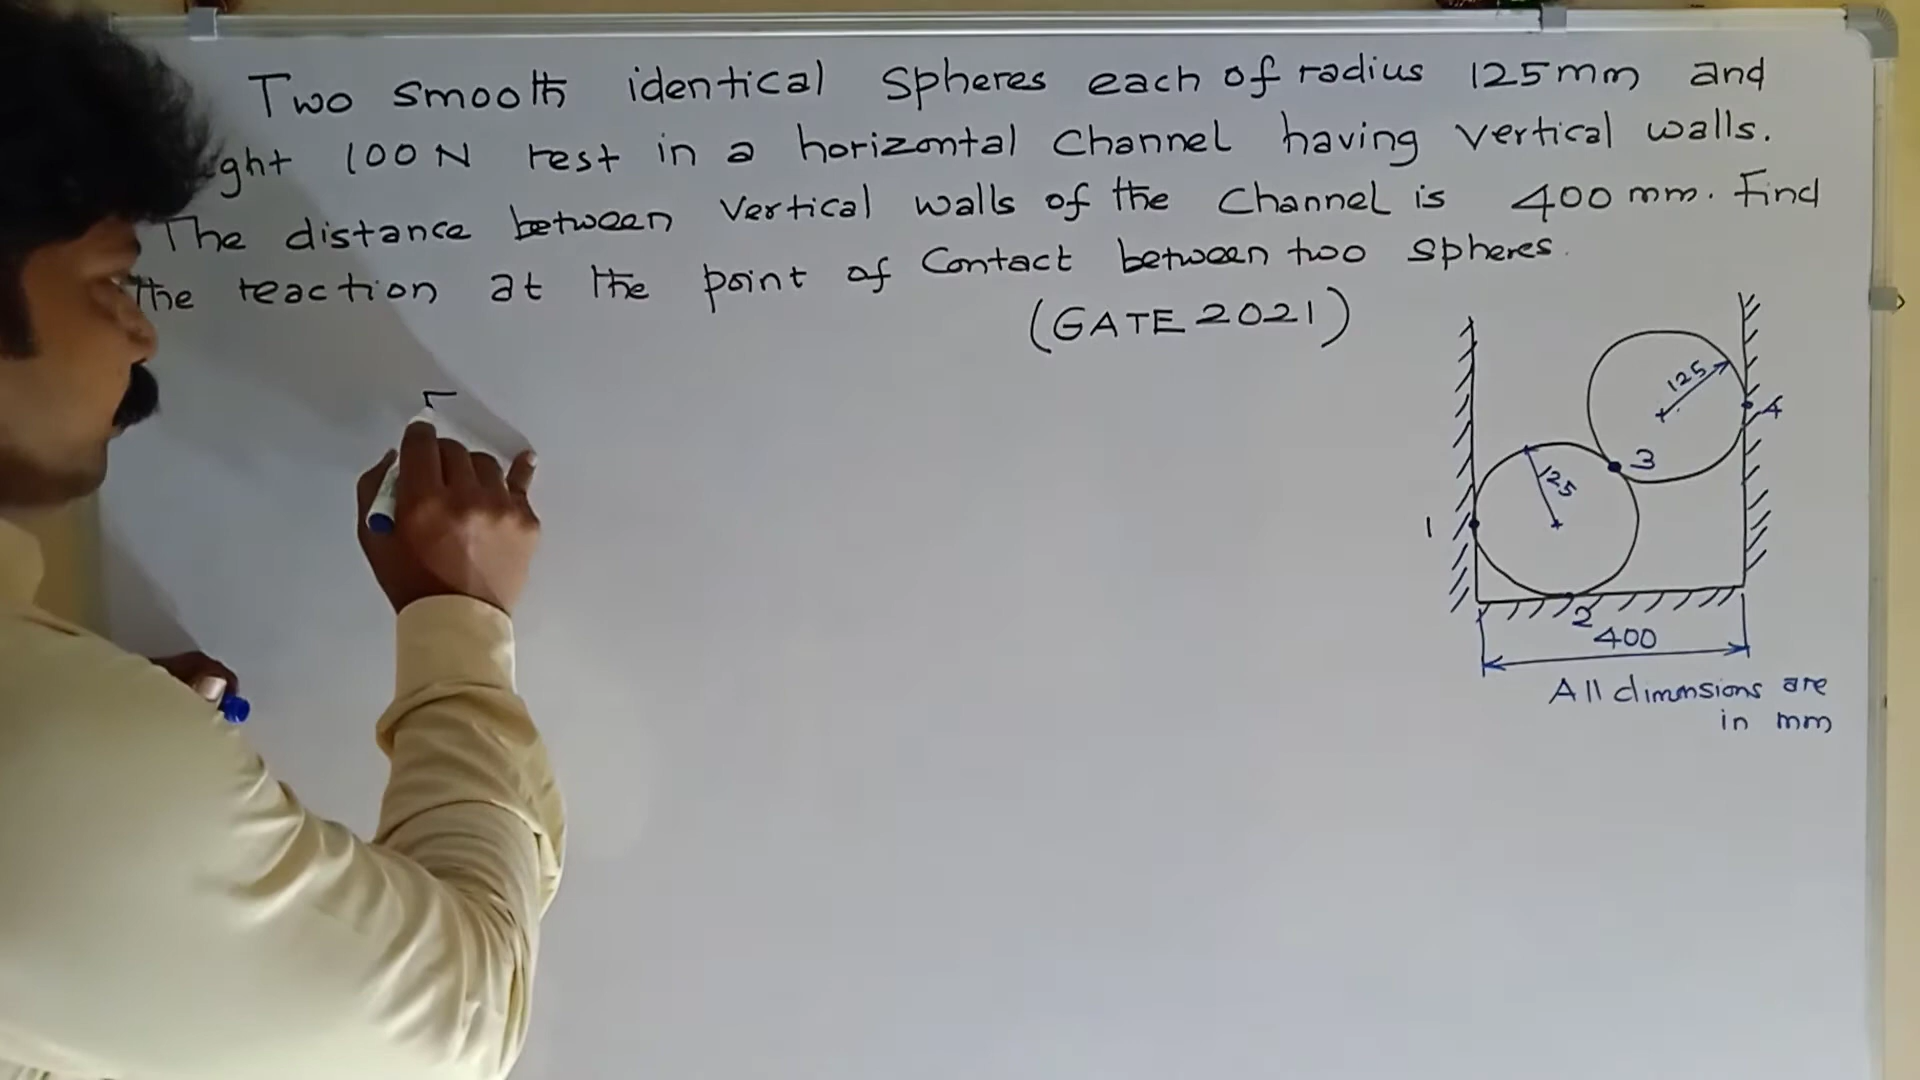 Two smooth identical spheres each of radius 125mm and
ght 100N rest in a horizontal channel having vertical walls.
The distance between vertical walls of the channel is 400 mm. Find
the reaction at the point of contact between two spheres.
(GATE 2021)
125
4
3
125
1
2
400
All dimensions are
in mm